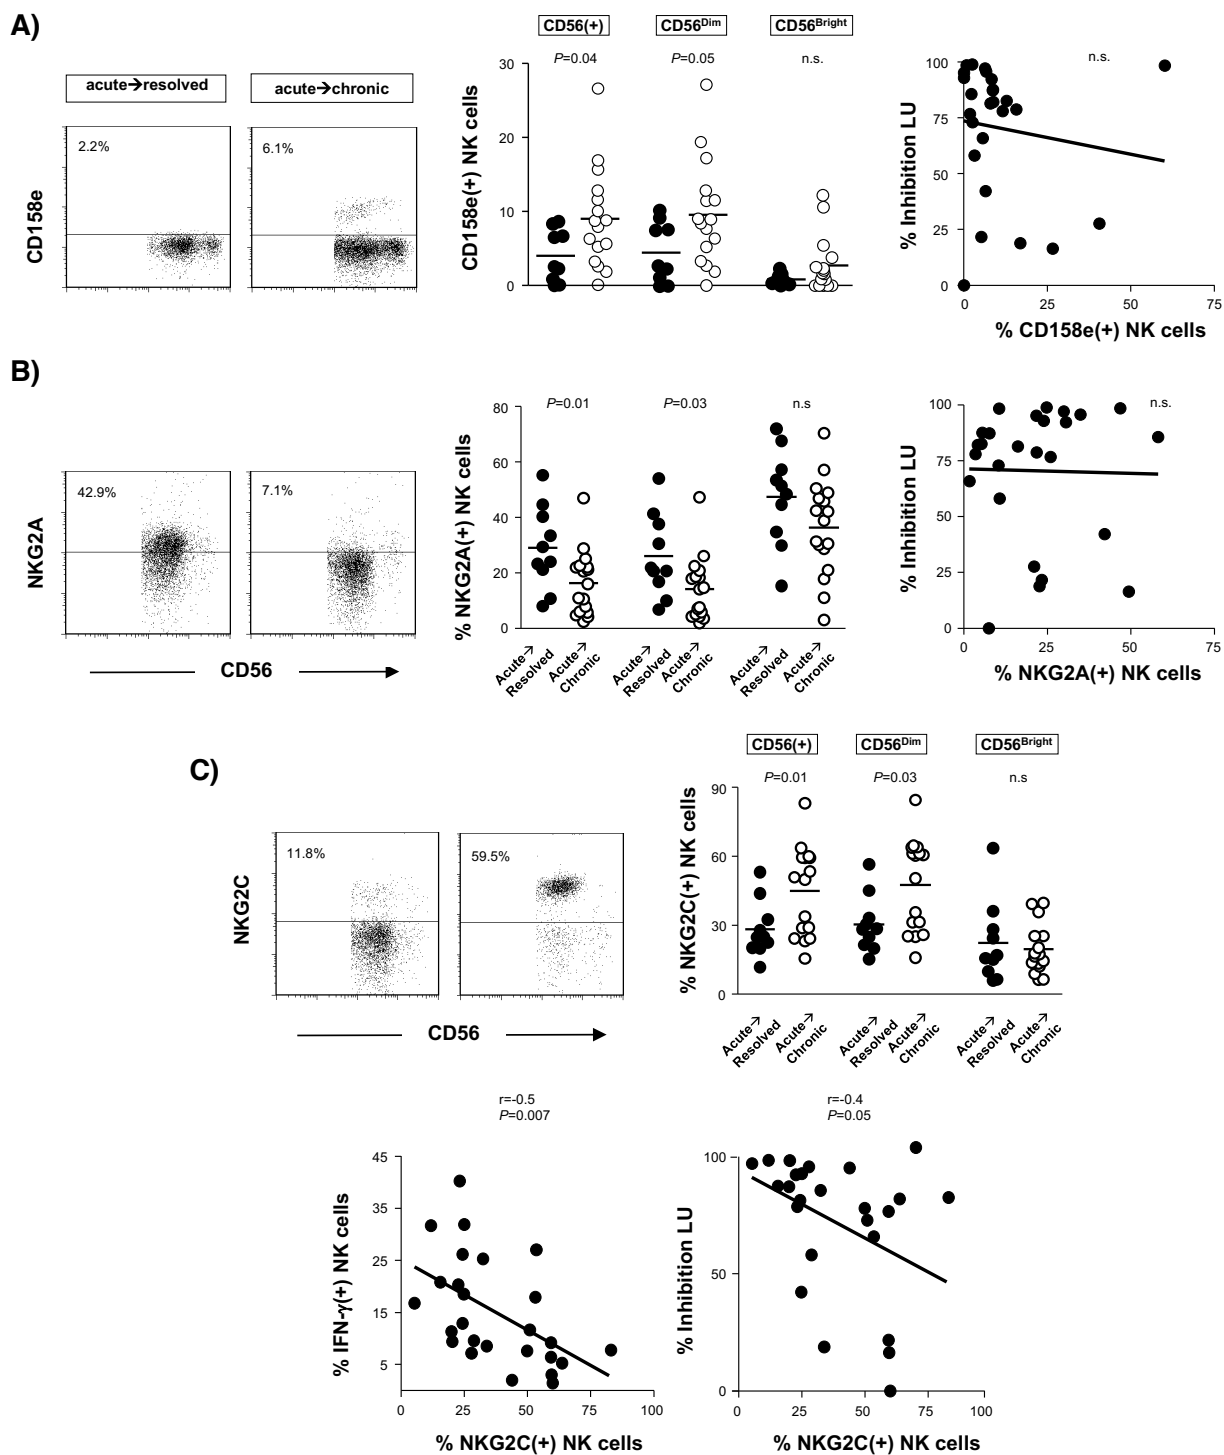 A)
CD56(+) CD56Dim CD56Bright
P=0.04 P=0.05 n.s.
acute→resolved acute→chronic
2.2% 6.1%
CD158e
CD158e(+) NK cells
30
20
10
0
n.s.
% Inhibition LU
100
75
50
25
0
0 25 50 75
% CD158e(+) NK cells
B)
42.9% 7.1%
NKG2A
CD56
P=0.01 P=0.03 n.s
% NKG2A(+) NK cells
80
60
40
20
0
Acute→ Resolved Acute→ Chronic Acute→ Resolved Acute→ Chronic Acute→ Resolved Acute→ Chronic
n.s.
% Inhibition LU
100
75
50
25
0
0 25 50 75
% NKG2A(+) NK cells
C)
CD56(+) CD56Dim CD56Bright
P=0.01 P=0.03 n.s
11.8% 59.5%
NKG2C
CD56
% NKG2C(+) NK cells
90
60
30
0
Acute→ Resolved Acute→ Chronic Acute→ Resolved Acute→ Chronic Acute→ Resolved Acute→ Chronic
r=-0.5
P=0.007
% IFN-γ(+) NK cells
45
35
25
15
5
0 25 50 75 100
% NKG2C(+) NK cells
r=-0.4
P=0.05
% Inhibition LU
100
50
0
0 25 50 75 100
% NKG2C(+) NK cells